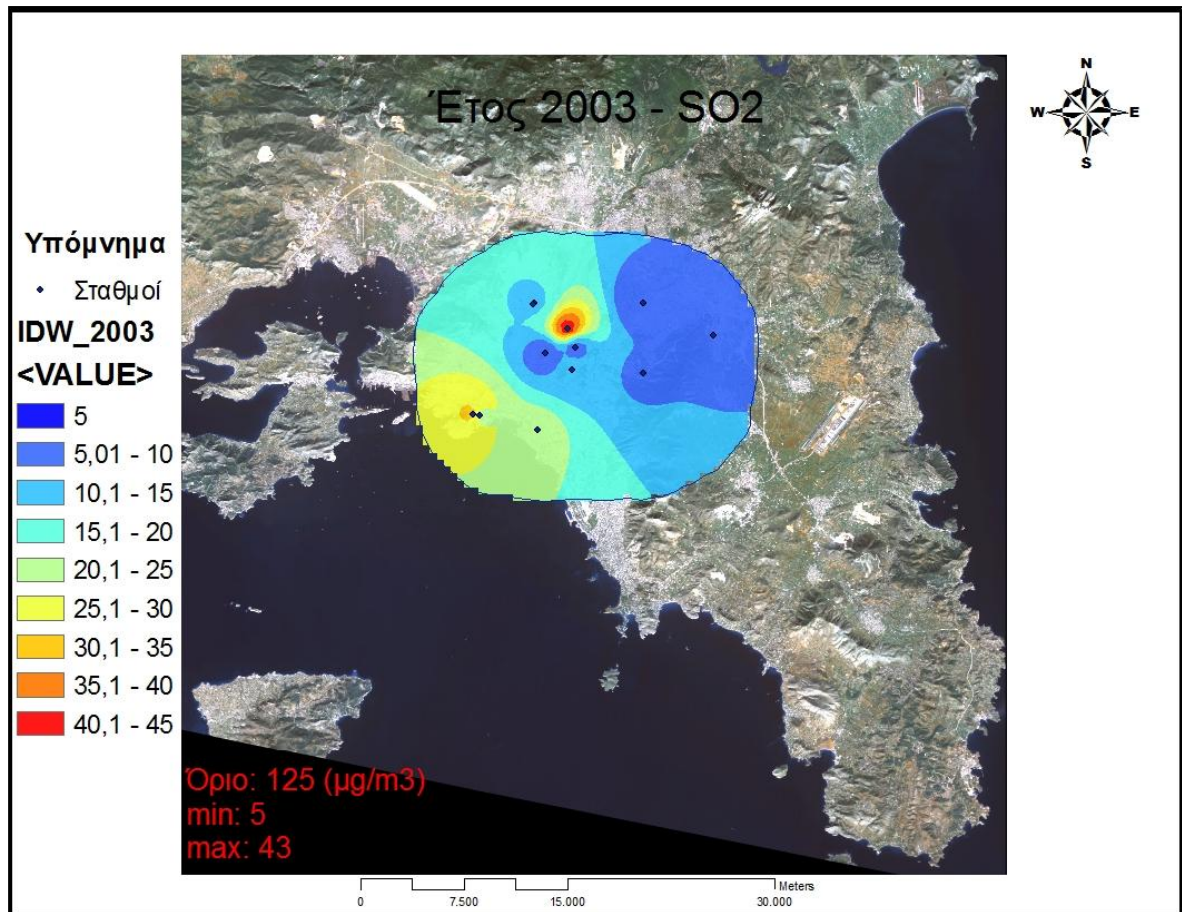 Έτος 2003 - SO2
N
W E
S
Υπόμνημα
Σταθμοί
IDW_2003
<VALUE>
5
5,01 - 10
10,1 - 15
15,1 - 20
20,1 - 25
25,1 - 30
30,1 - 35
35,1 - 40
40,1 - 45
Όριο: 125 (μg/m3)
min: 5
max: 43
Meters
0 7.500 15.000 30.000